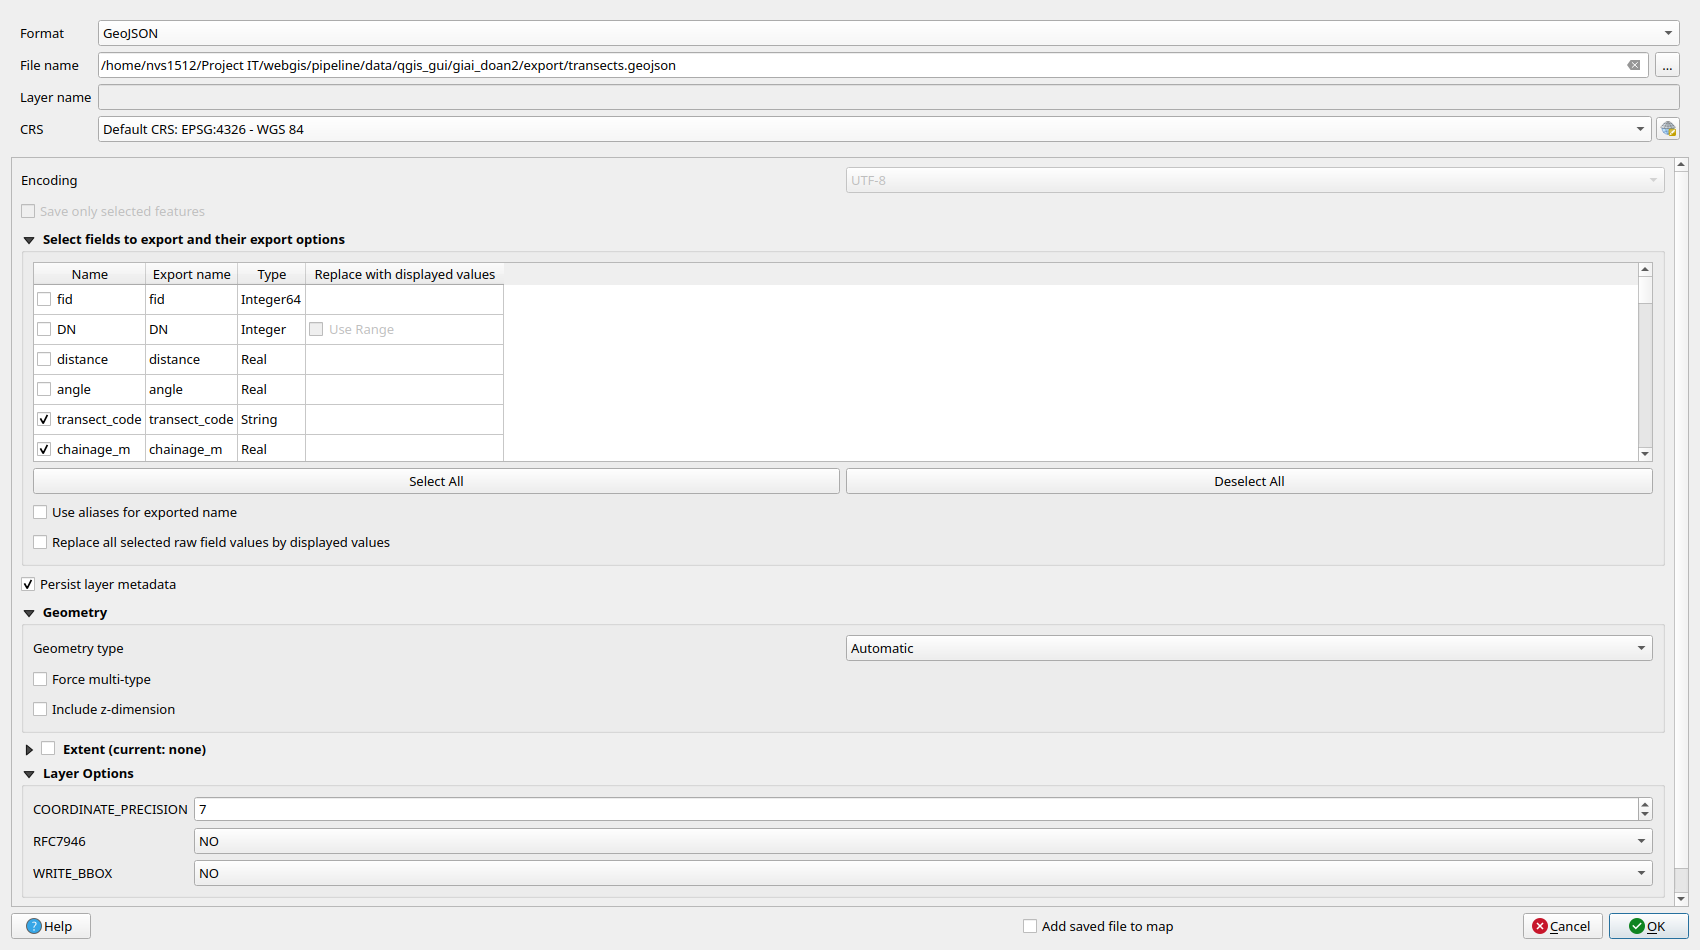 Format GeoJSON
File name /home/nvs1512/Project IT/webgis/pipeline/data/qgis_gui/giai_doan2/export/transects.geojson ...
Layer name
CRS Default CRS: EPSG:4326 - WGS 84
Encoding UTF-8
Save only selected features
Select fields to export and their export options
Name Export name Type Replace with displayed values
fid fid Integer64
DN DN Integer Use Range
distance distance Real
angle angle Real
transect_code transect_code String
chainage_m chainage_m Real
Select All Deselect All
Use aliases for exported name
Replace all selected raw field values by displayed values
Persist layer metadata
Geometry
Geometry type Automatic
Force multi-type
Include z-dimension
Extent (current: none)
Layer Options
COORDINATE_PRECISION 7
RFC7946 NO
WRITE_BBOX NO
Help Add saved file to map Cancel OK